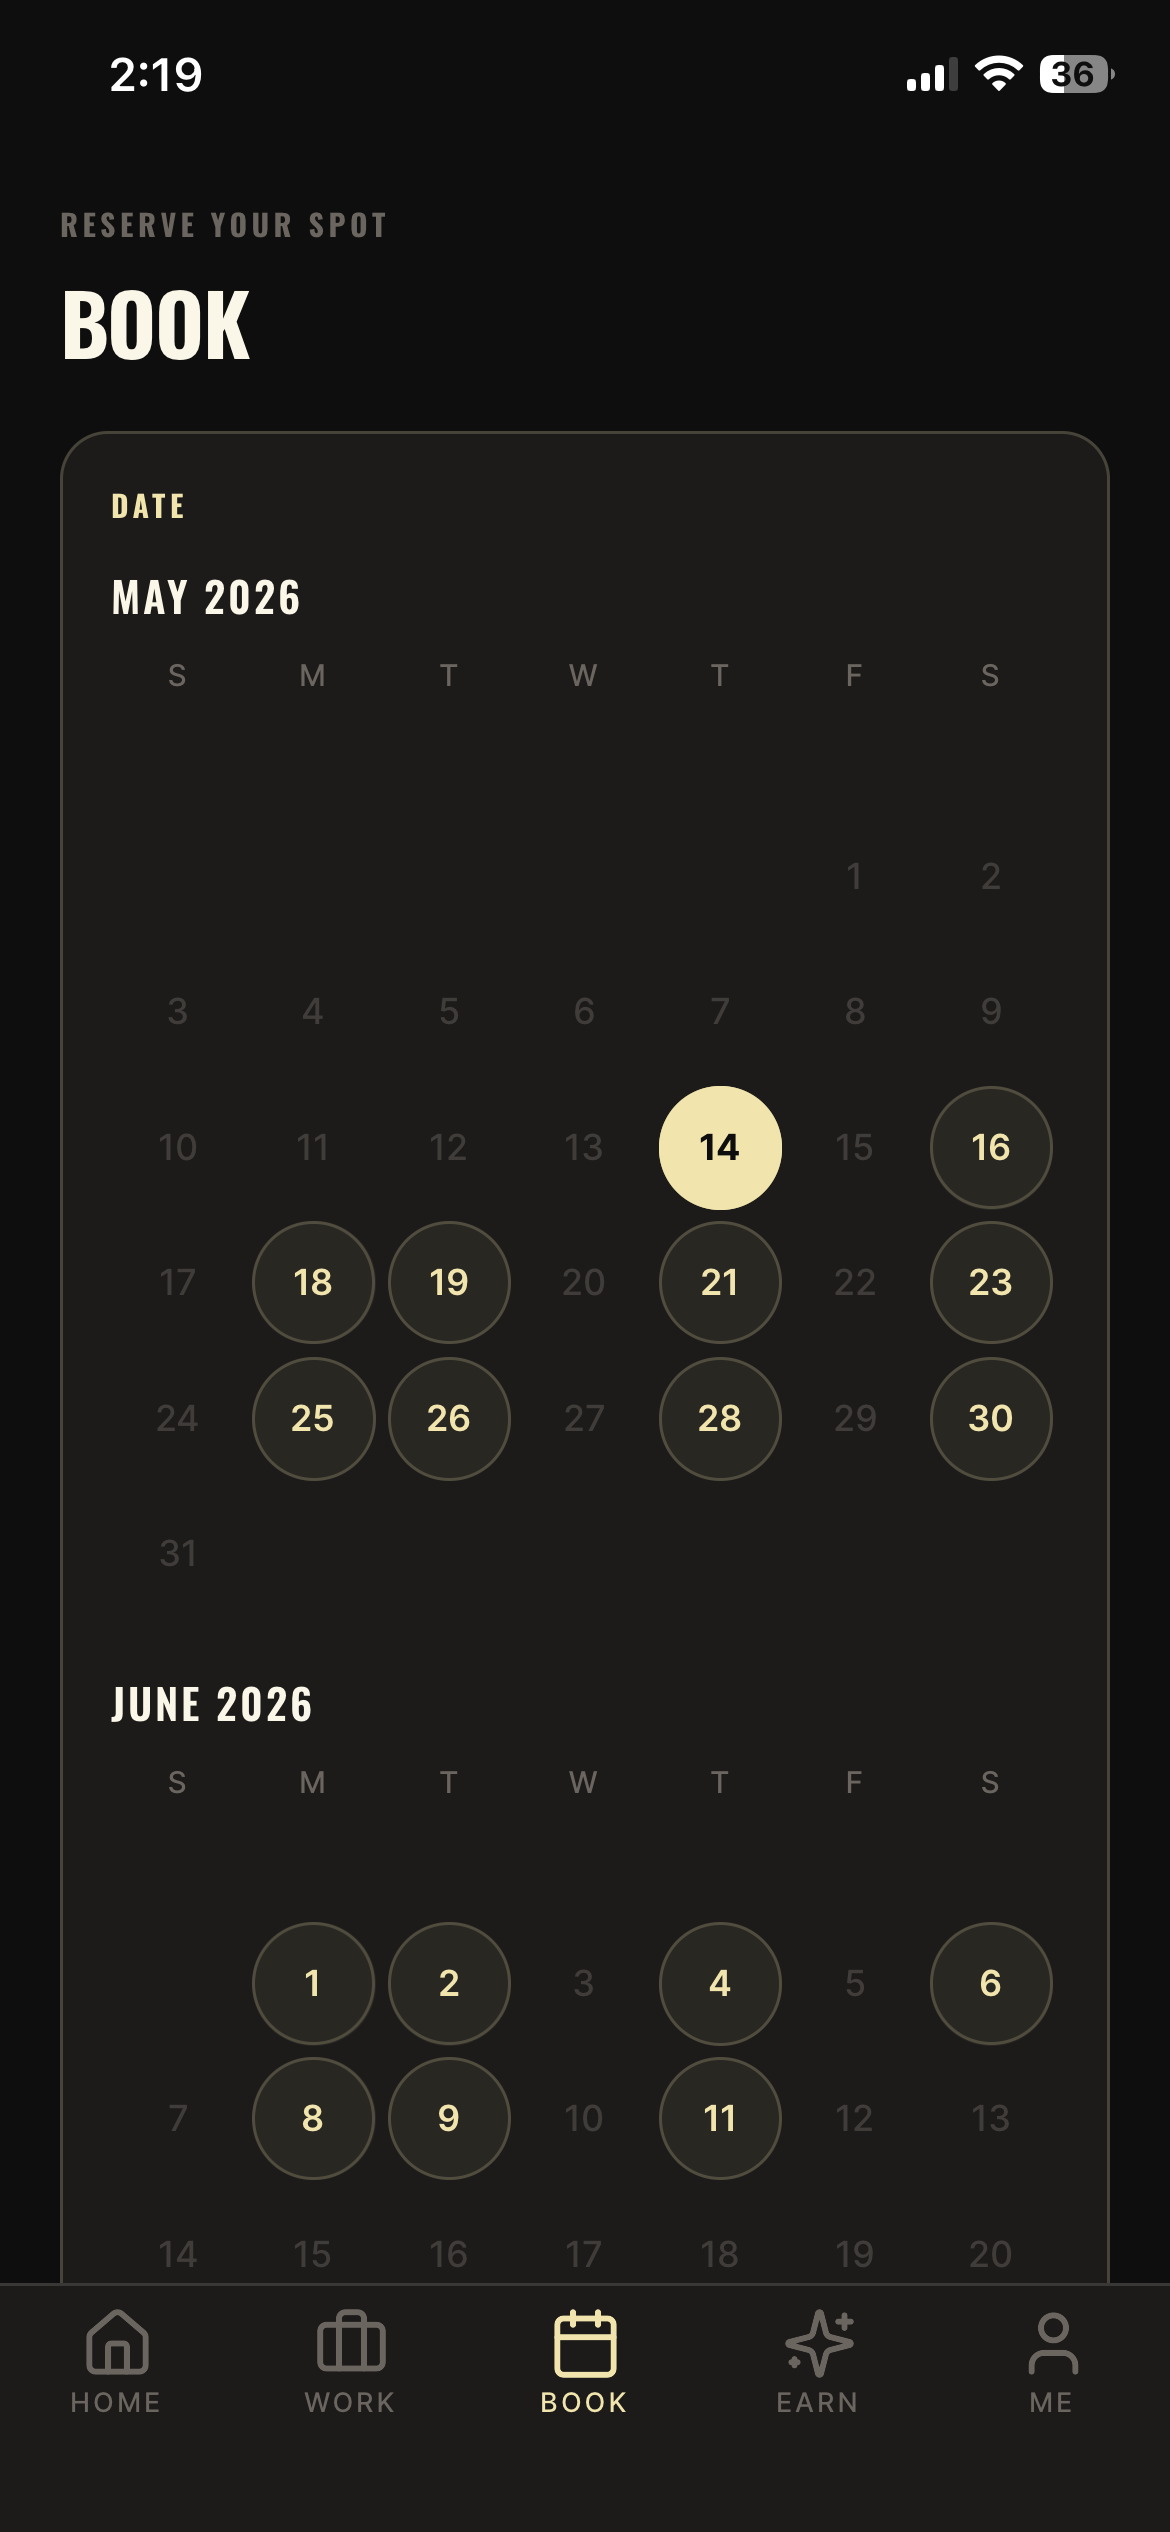 2:19
36
RESERVE YOUR SPOT
BOOK
DATE
MAY 2026
S M T W T F S
1 2
3 4 5 6 7 8 9
10 11 12 13 14 15 16
17 18 19 20 21 22 23
24 25 26 27 28 29 30
31
JUNE 2026
S M T W T F S
1 2 3 4 5 6
7 8 9 10 11 12 13
14 15 16 17 18 19 20
HOME WORK BOOK EARN ME